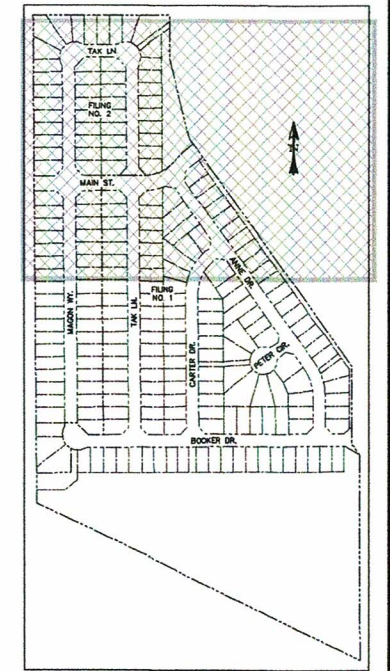 TAK LN.
FILING
NO. 2
MAIN ST.
ANNE DR.
FILING
NO. 1
MAGON WY.
TAK LN.
CARTER DR.
PETER CIR.
BOOKER DR.